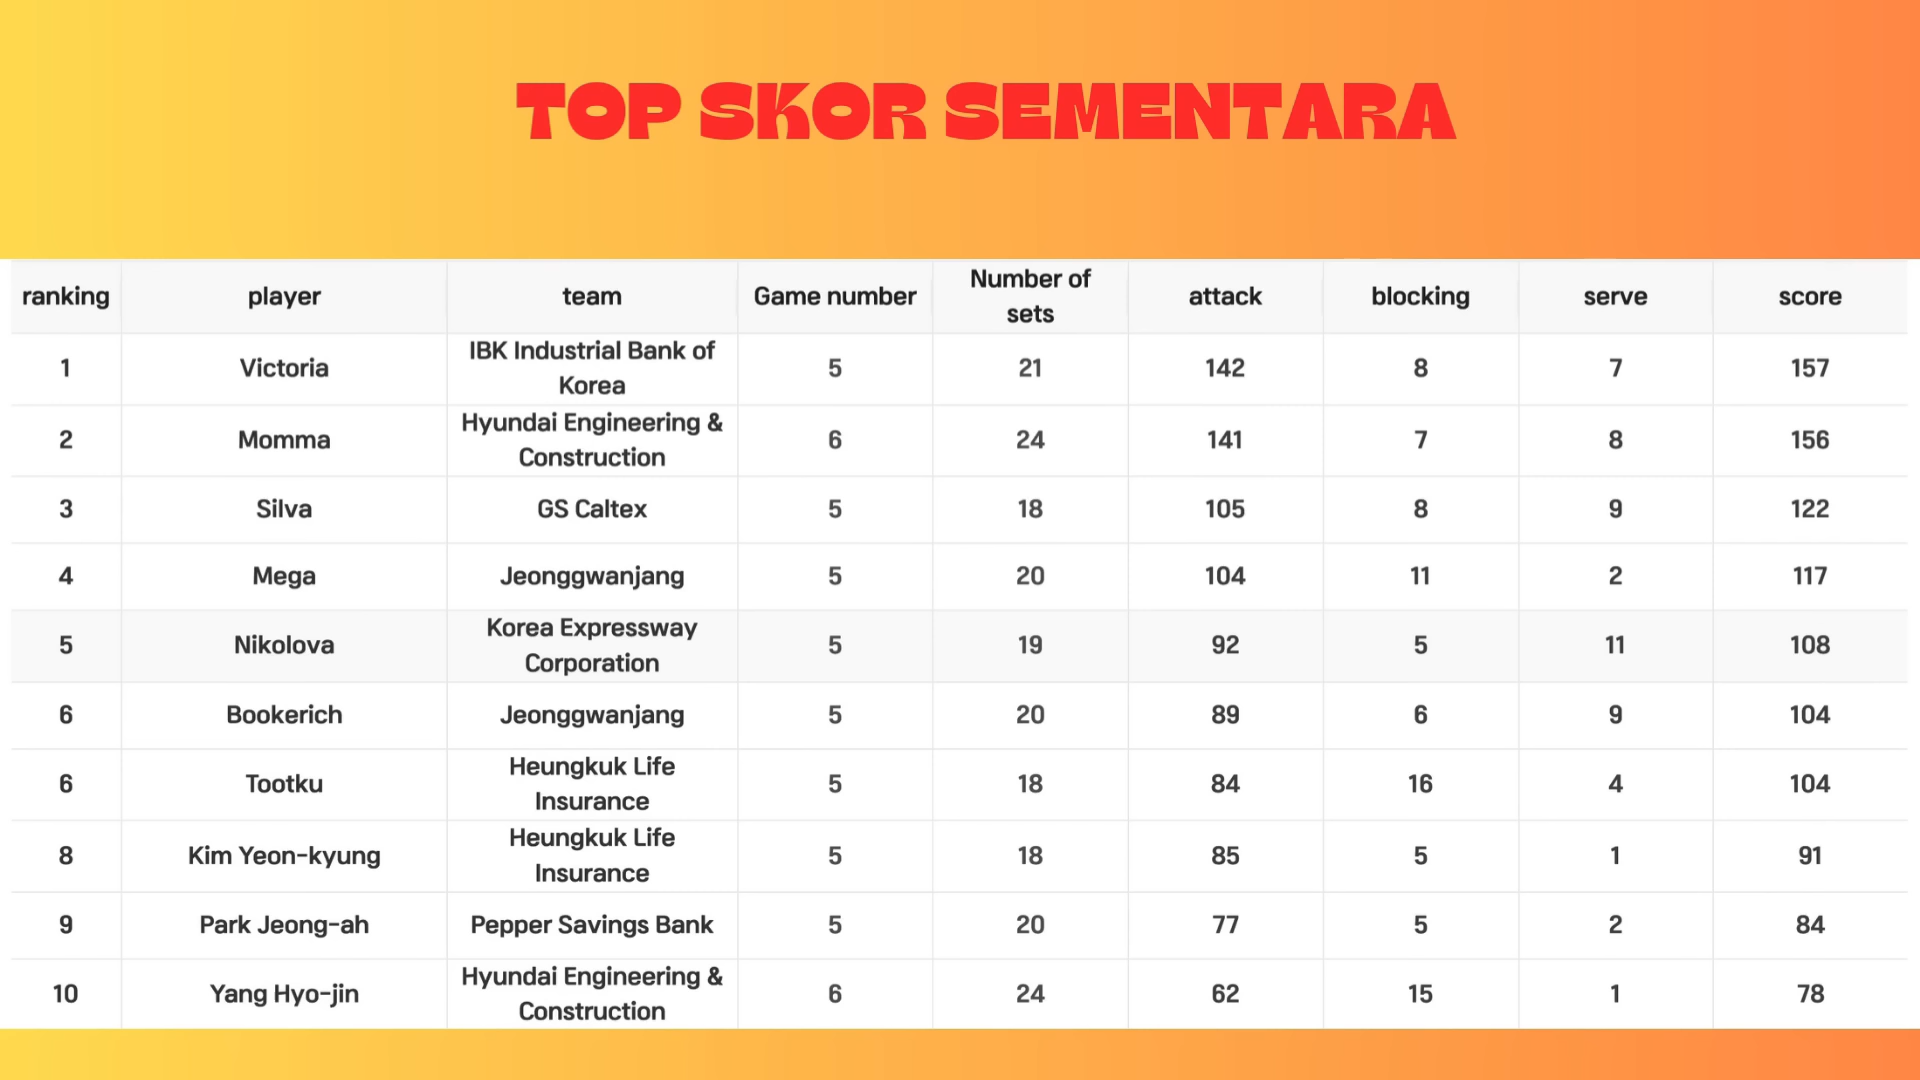 TOP SKOR SEMENTARA
ranking player team Game number Number of sets attack blocking serve score
1 Victoria IBK Industrial Bank of Korea 5 21 142 8 7 157
2 Momma Hyundai Engineering & Construction 6 24 141 7 8 156
3 Silva GS Caltex 5 18 105 8 9 122
4 Mega Jeonggwanjang 5 20 104 11 2 117
5 Nikolova Korea Expressway Corporation 5 19 92 5 11 108
6 Bookerich Jeonggwanjang 5 20 89 6 9 104
6 Tootku Heungkuk Life Insurance 5 18 84 16 4 104
8 Kim Yeon-kyung Heungkuk Life Insurance 5 18 85 5 1 91
9 Park Jeong-ah Pepper Savings Bank 5 20 77 5 2 84
10 Yang Hyo-jin Hyundai Engineering & Construction 6 24 62 15 1 78